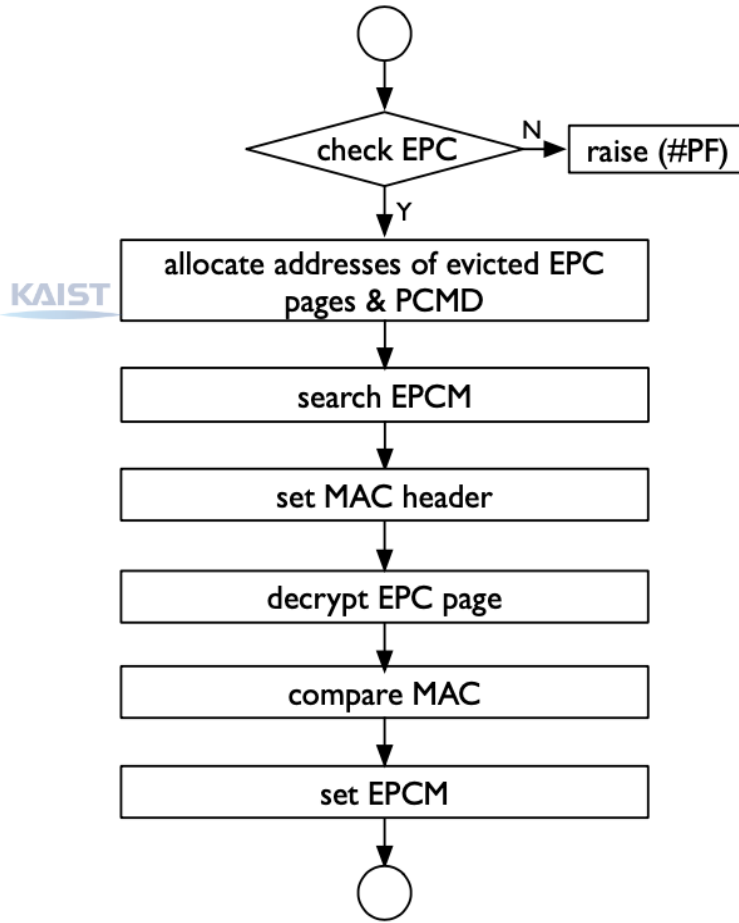 check EPC
N
raise (#PF)
Y
allocate addresses of evicted EPC
pages & PCMD
KAIST
search EPCM
set MAC header
decrypt EPC page
compare MAC
set EPCM